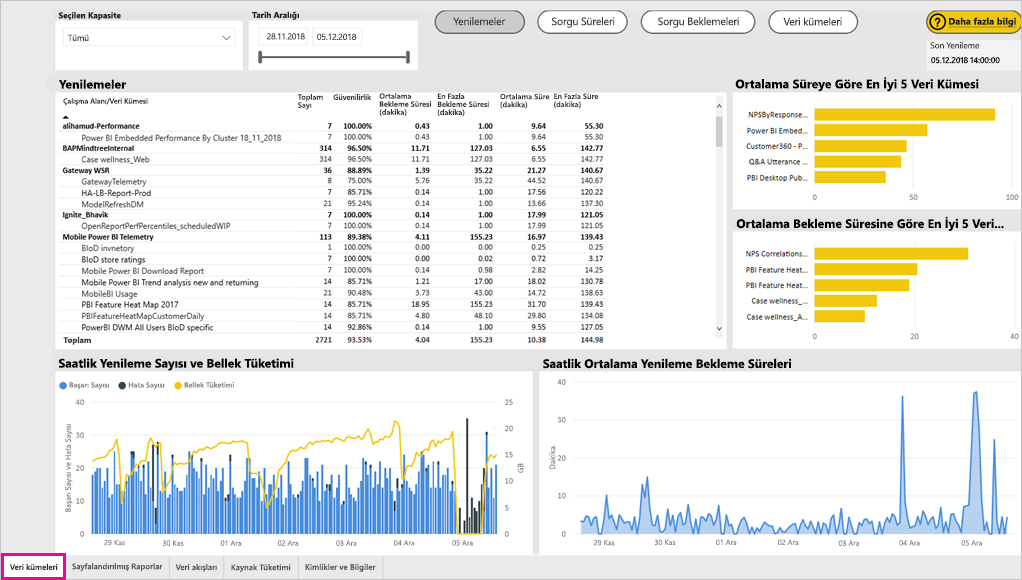 Seçilen Kapasite
Tümü
Tarih Aralığı
28.11.2018 05.12.2018
Yenilemeler
Sorgu Süreleri
Sorgu Beklemeleri
Veri kümeleri
Daha fazla bilgi
Son Yenileme
05.12.2018 14:00:00
Yenilemeler
Çalışma Alanı/Veri Kümesi
Toplam Sayı
Güvenilirlik
Ortalama Bekleme Süresi (dakika)
En Fazla Bekleme Süresi (dakika)
Ortalama Süre (dakika)
En Fazla Süre (dakika)
alihamud-Performance 7 100.00% 0.43 1.00 9.64 55.30
Power BI Embedded Performance By Cluster 18_11_2018 7 100.00% 0.43 1.00 9.64 55.30
BAPMindtreeInternal 314 96.50% 11.71 127.03 6.55 142.77
Case wellness_Web 314 96.50% 11.71 127.03 6.55 142.77
Gateway WSR 36 88.89% 1.39 35.22 21.27 140.67
GatewayTelemetry 8 75.00% 5.76 35.22 44.52 140.67
HA-LB-Report-Prod 7 85.71% 0.14 1.00 17.56 120.22
ModelRefreshDM 21 95.24% 0.14 1.00 13.66 137.30
Ignite_Bhavik 7 100.00% 0.14 1.00 17.99 121.05
OpenReportPerfPercentiles_scheduledWIP 7 100.00% 0.14 1.00 17.99 121.05
Mobile Power BI Telemetry 113 89.38% 4.11 155.23 16.97 139.43
BIoD invnetory 1 100.00% 0.00 0.00 0.25 0.25
BIoD store ratings 7 100.00% 0.00 0.02 0.72 3.17
Mobile Power BI Download Report 7 100.00% 0.14 0.98 2.82 14.25
Mobile Power BI Trend analysis new and returning 14 85.71% 1.21 17.00 18.02 130.78
MobileBI Usage 21 90.48% 3.73 43.00 14.72 138.63
PBI Feature Heat Map 2017 14 85.71% 18.95 155.23 31.70 139.43
PBIFeatureHeatMapCustomerDaily 14 85.71% 4.80 48.10 29.80 134.08
PowerBI DWM All Users BIoD specific 14 92.86% 0.14 1.00 9.55 127.05
Toplam 2721 93.53% 4.04 155.23 10.38 144.98
Ortalama Süreye Göre En İyi 5 Veri Kümesi
NPSByResponse...
Power BI Embed...
Customer360 - P...
Q&A Utterance ...
PBI Desktop Pub...
0 50 100
Ortalama Bekleme Süresine Göre En İyi 5 Veri...
NPS Correlations...
PBI Feature Heat...
PBI Feature Heat...
Case wellness_...
Case wellness_A...
0 20 40
Saatlik Yenileme Sayısı ve Bellek Tüketimi
Başarı Sayısı Hata Sayısı Bellek Tüketimi
Başarı Sayısı ve Hata Sayısı
40
30
20
10
0
25
20
15
10
5
0
GB
29 Kas 30 Kas 01 Ara 02 Ara 03 Ara 04 Ara 05 Ara
Saatlik Ortalama Yenileme Bekleme Süreleri
Dakika
40
30
20
10
0
29 Kas 30 Kas 01 Ara 02 Ara 03 Ara 04 Ara 05 Ara
Veri kümeleri Sayfalandırılmış Raporlar Veri akışları Kaynak Tüketimi Kimlikler ve Bilgiler